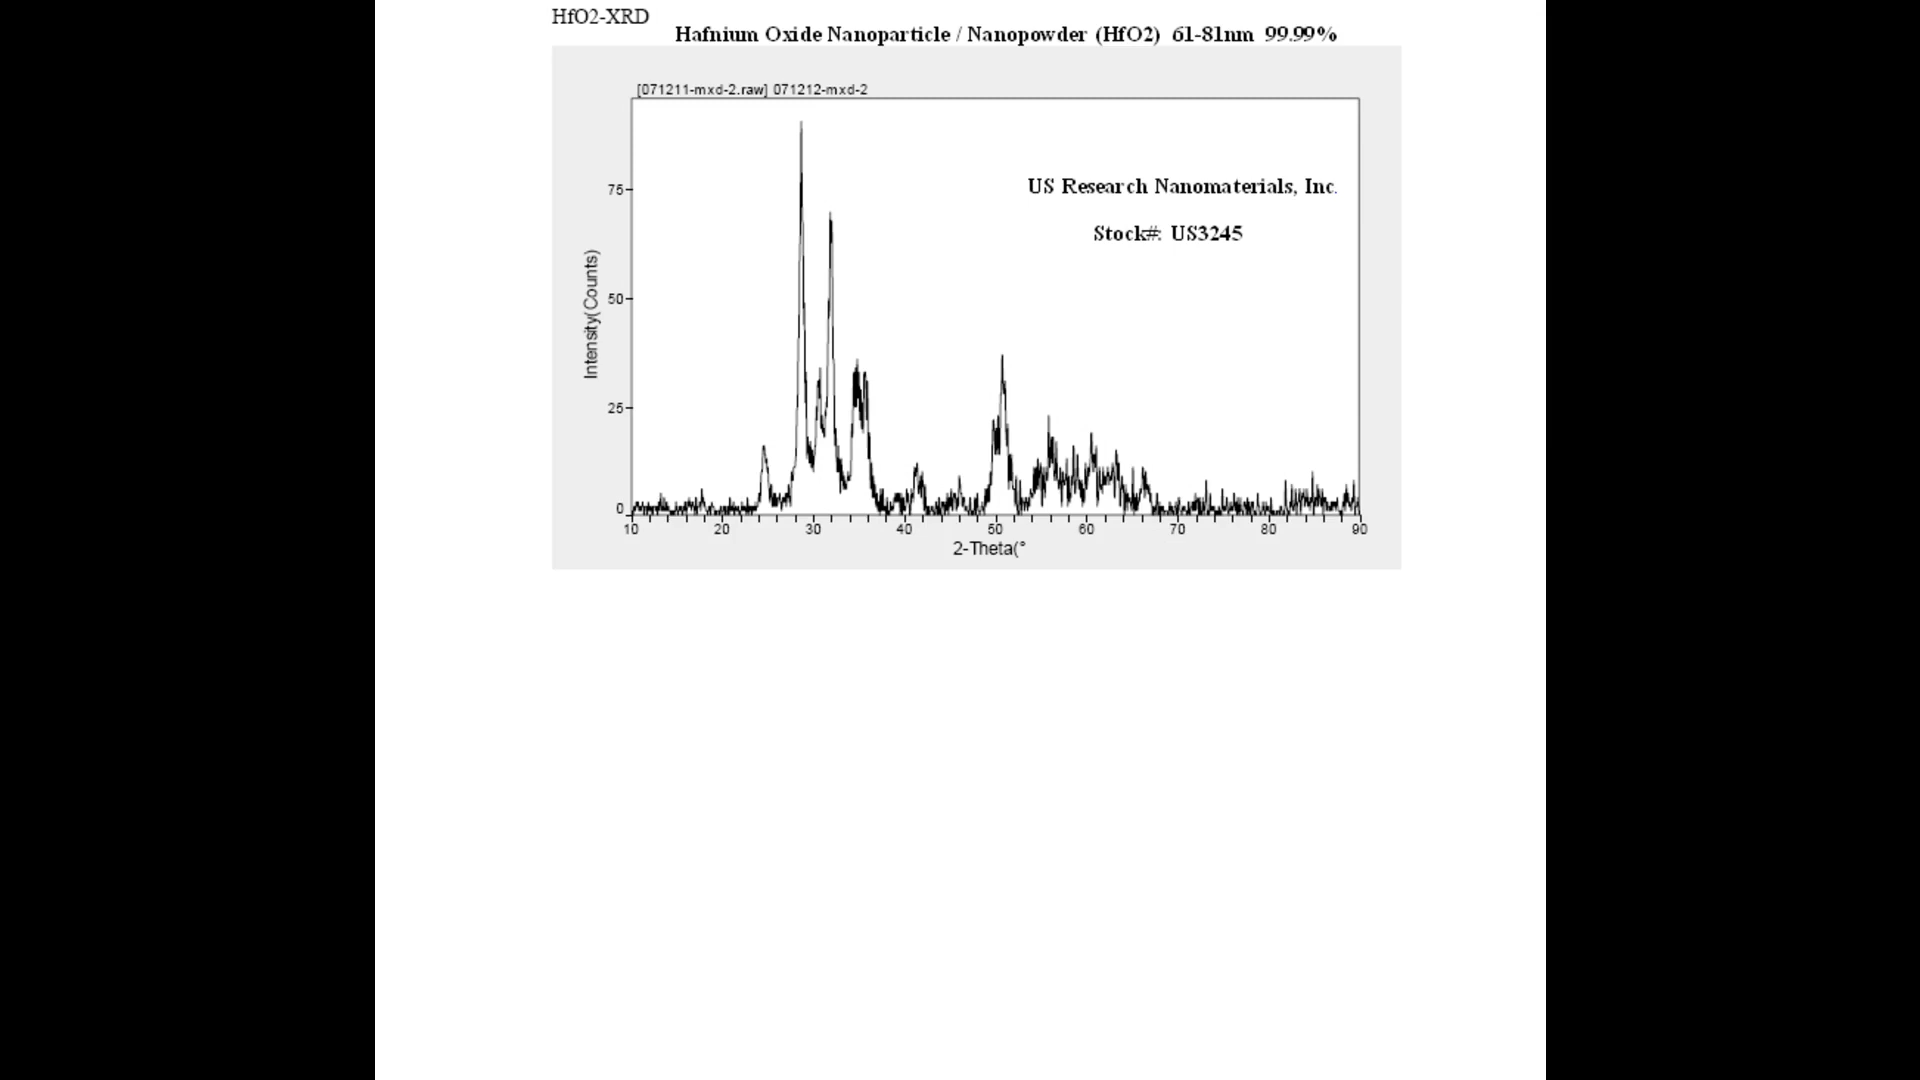 HfO2-XRD
Hafnium Oxide Nanoparticle / Nanopowder (HfO2) 61-81nm 99.99%
[071211-mxd-2.raw] 071212-mxd-2
US Research Nanomaterials, Inc.
Stock#: US3245
75
50
25
0
Intensity(Counts)
10 20 30 40 50 60 70 80 90
2-Theta(°